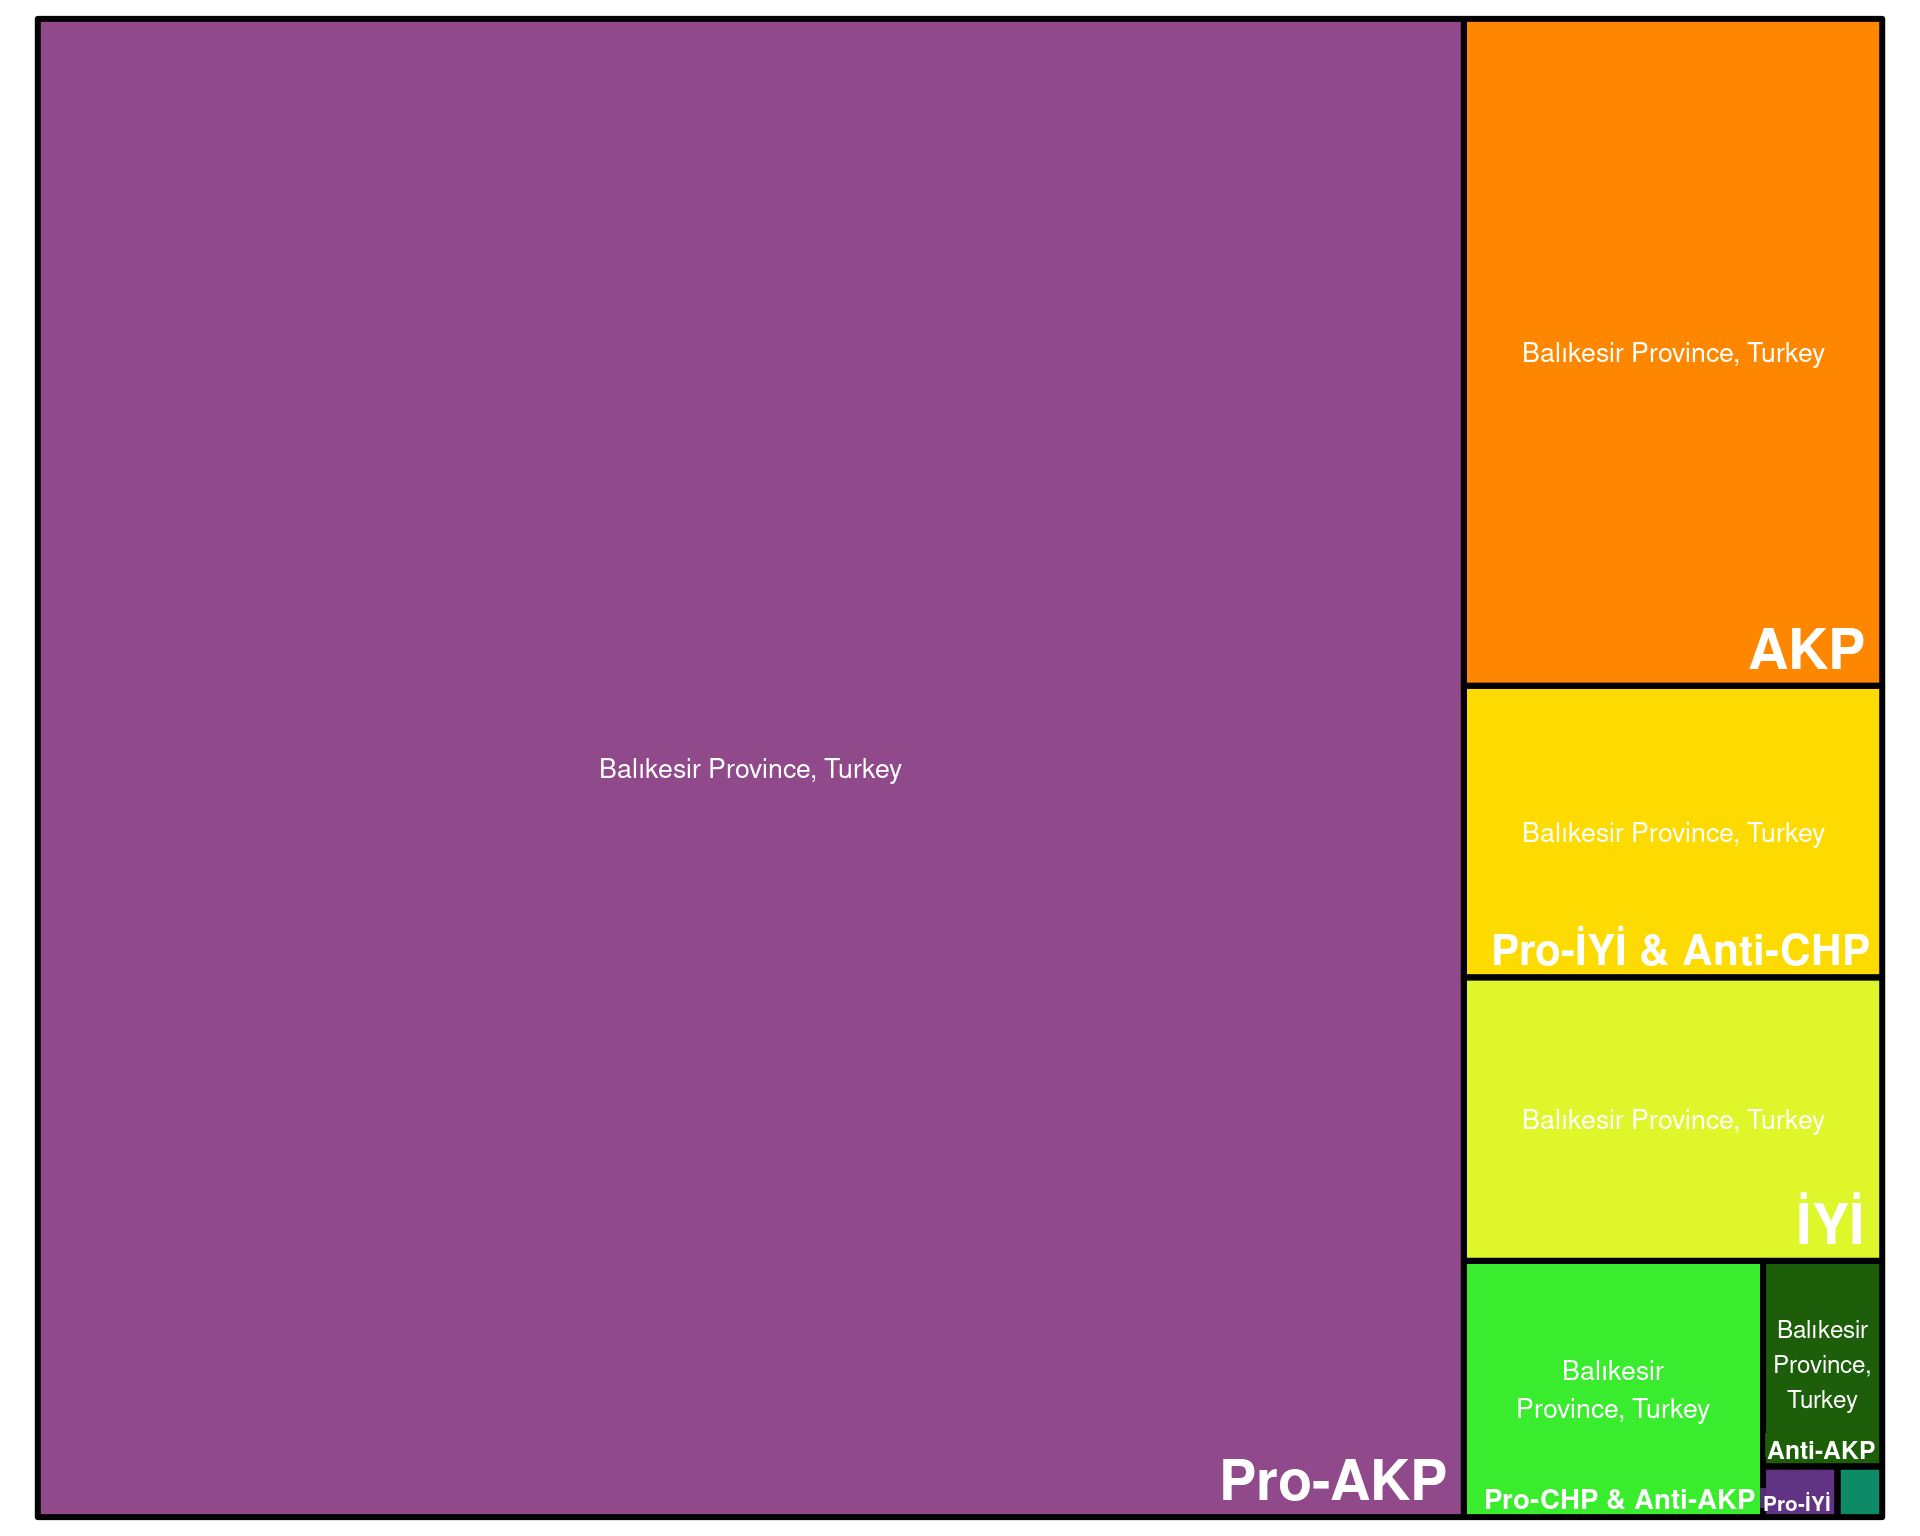 Balıkesir Province, Turkey
Pro-AKP
Balıkesir Province, Turkey
AKP
Balıkesir Province, Turkey
Pro-İYİ & Anti-CHP
Balıkesir Province, Turkey
İYİ
Balıkesir
Province, Turkey
Pro-CHP & Anti-AKP
Balıkesir
Province,
Turkey
Anti-AKP
Pro-İYİ